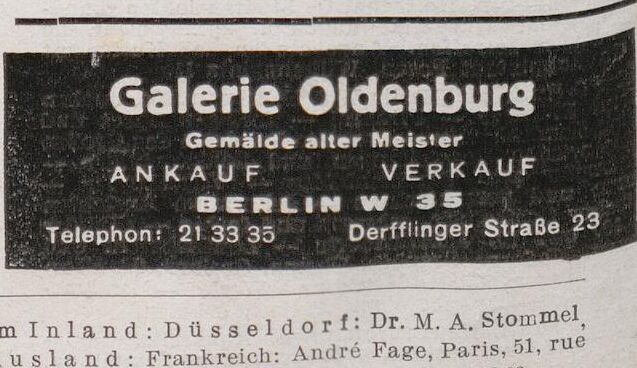 Galerie Oldenburg
Gemälde alter Meister
ANKAUF VERKAUF
BERLIN W 35
Telephon: 21 33 35 Derfflinger Straße 23
m Inland: Düsseldorf: Dr. M. A. Stommel,
usland: Frankreich: André Fage, Paris, 51, rue